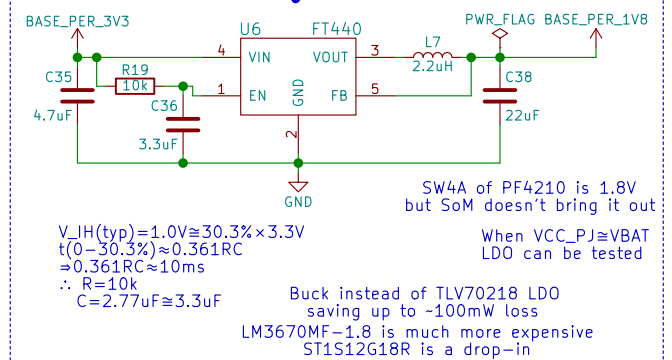 BASE_PER_3V3
U6
FT440
PWR_FLAG
BASE_PER_1V8
4
VIN
VOUT
3
L7
2.2uH
C35
4.7uF
R19
10k
C36
3.3uF
1
EN
GND
FB
5
C38
22uF
2
GND
SW4A of PF4210 is 1.8V
but SoM doesn't bring it out
When VCC_PJ≅VBAT
LDO can be tested
V_IH(typ)=1.0V≅30.3%×3.3V
t(0-30.3%)≈0.361RC
⇒0.361RC≈10ms
∴ R=10k
C=2.77uF≅3.3uF
Buck instead of TLV70218 LDO
saving up to ~100mW loss
LM3670MF-1.8 is much more expensive
ST1S12G18R is a drop-in